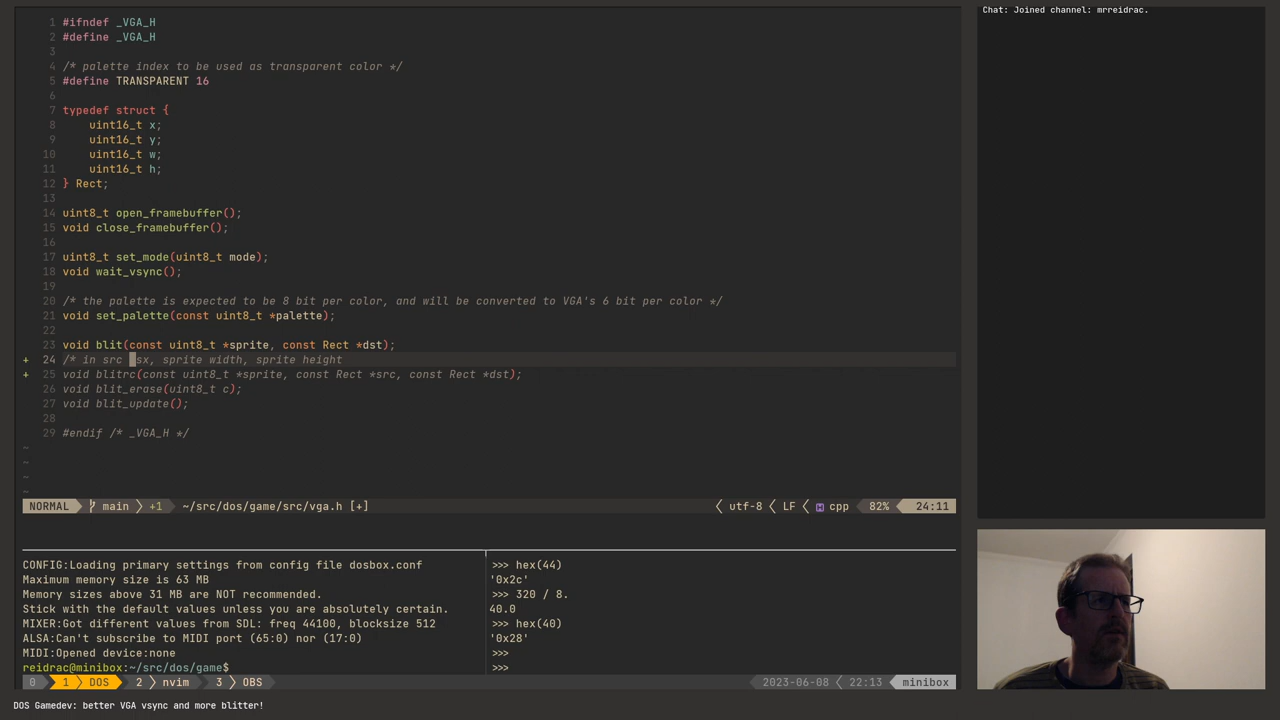 Chat: Joined channel: mrreidrac.
1 #ifndef _VGA_H
2 #define _VGA_H
3
4 /* palette index to be used as transparent color */
5 #define TRANSPARENT 16
6
7 typedef struct {
8 uint16_t x;
9 uint16_t y;
10 uint16_t w;
11 uint16_t h;
12 } Rect;
13
14 uint8_t open_framebuffer();
15 void close_framebuffer();
16
17 uint8_t set_mode(uint8_t mode);
18 void wait_vsync();
19
20 /* the palette is expected to be 8 bit per color, and will be converted to VGA's 6 bit per color */
21 void set_palette(const uint8_t *palette);
22
23 void blit(const uint8_t *sprite, const Rect *dst);
+ 24 /* in src sx, sprite width, sprite height
+ 25 void blitrc(const uint8_t *sprite, const Rect *src, const Rect *dst);
26 void blit_erase(uint8_t c);
27 void blit_update();
28
29 #endif /* _VGA_H */
~
~
~
~
NORMAL main +1 ~/src/dos/game/src/vga.h [+] utf-8 LF cpp 82% 24:11
CONFIG:Loading primary settings from config file dosbox.conf
Maximum memory size is 63 MB
Memory sizes above 31 MB are NOT recommended.
Stick with the default values unless you are absolutely certain.
MIXER:Got different values from SDL: freq 44100, blocksize 512
ALSA:Can't subscribe to MIDI port (65:0) nor (17:0)
MIDI:Opened device:none
reidrac@minibox:~/src/dos/game$
>>> hex(44)
'0x2c'
>>> 320 / 8.
40.0
>>> hex(40)
'0x28'
>>>
>>>
0 1 DOS 2 nvim 3 OBS 2023-06-08 22:13 minibox
DOS Gamedev: better VGA vsync and more blitter!